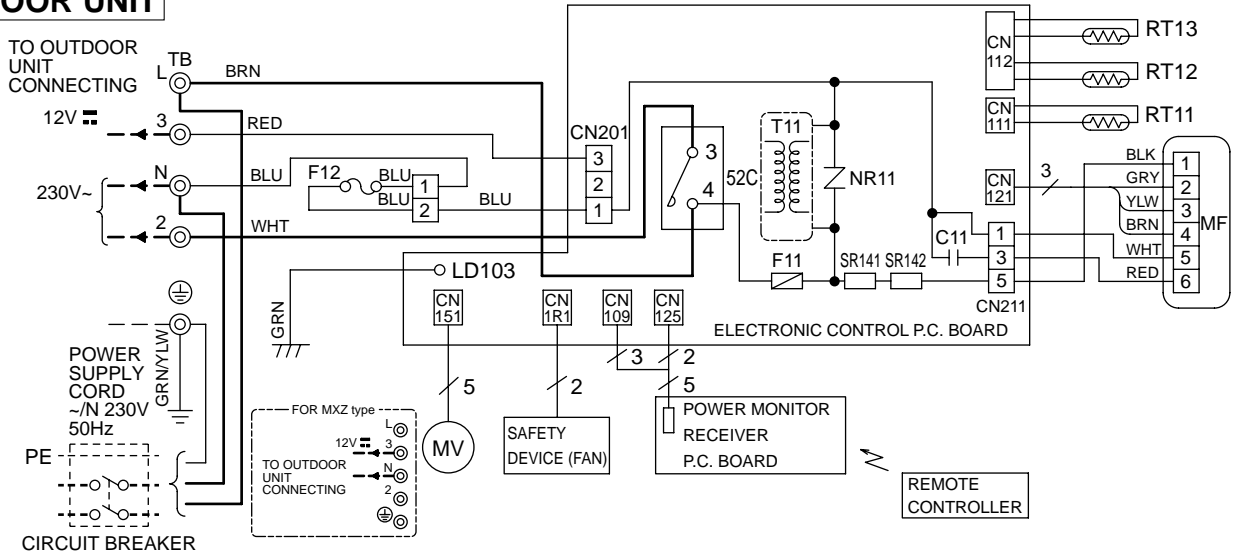 OOR UNIT
TO OUTDOOR
UNIT
CONNECTING
TB
L
BRN
12V
3
RED
230V~
N
BLU
F12
BLU
BLU
1
2
BLU
CN201
3
2
1
2
WHT
GRN/YLW
POWER
SUPPLY
CORD
~/N 230V
50Hz
PE
CIRCUIT BREAKER
GRN
LD103
3
4
52C
T11
NR11
F11
SR141
SR142
C11
1
3
5
CN211
CN
112
CN
111
CN
121
3
RT13
RT12
RT11
BLK
GRY
YLW
BRN
WHT
RED
1
2
3
4
5
6
MF
CN
151
CN
1R1
CN
109
CN
125
ELECTRONIC CONTROL P.C. BOARD
5
2
3
2
5
MV
FOR MXZ type
L
12V
3
N
2
TO OUTDOOR
UNIT
CONNECTING
SAFETY
DEVICE (FAN)
POWER MONITOR
RECEIVER
P.C. BOARD
REMOTE
CONTROLLER